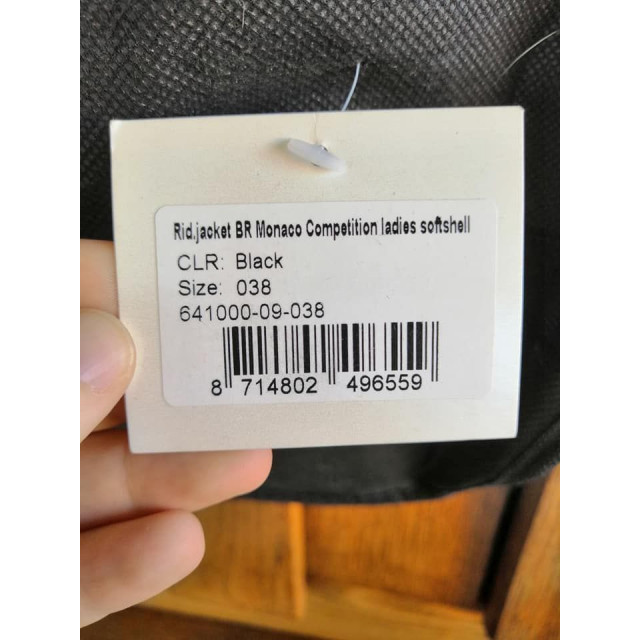 Rid.jacket BR Monaco Competition ladies softshell
CLR: Black
Size: 038
641000-09-038
8 714802 496559